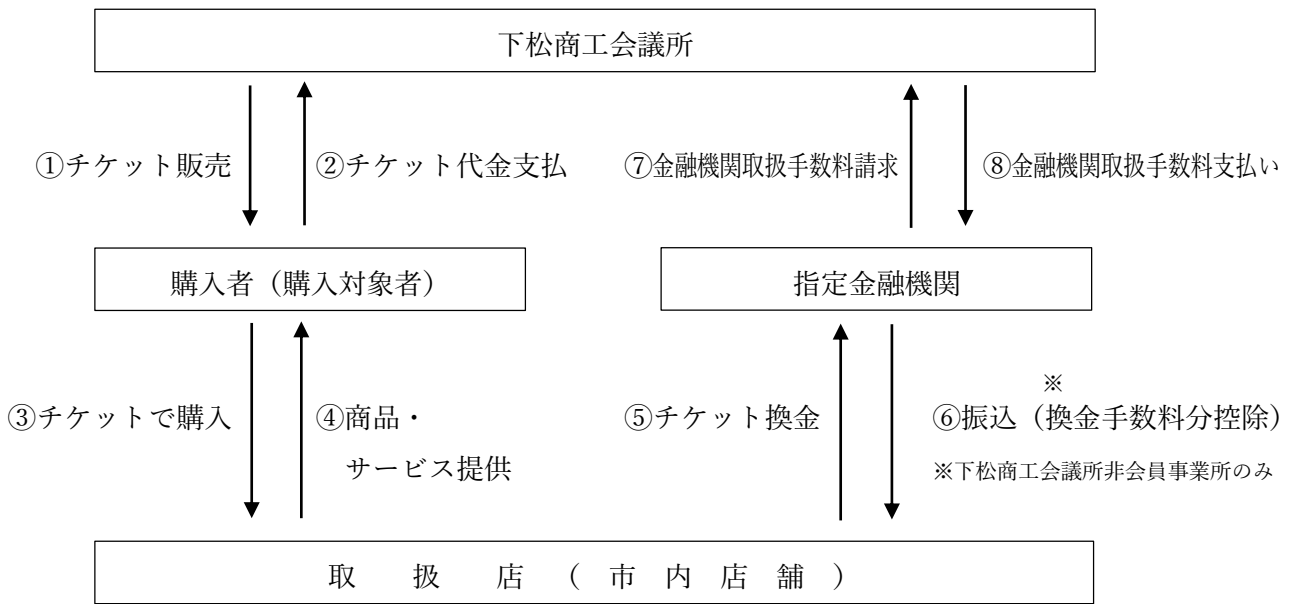 下松商工会議所
①チケット販売
②チケット代金支払
⑦金融機関取扱手数料請求
⑧金融機関取扱手数料支払い
購入者（購入対象者）
指定金融機関
③チケットで購入
④商品・
サービス提供
⑤チケット換金
※
⑥振込（換金手数料分控除）
※下松商工会議所非会員事業所のみ
取扱店（市内店舗）